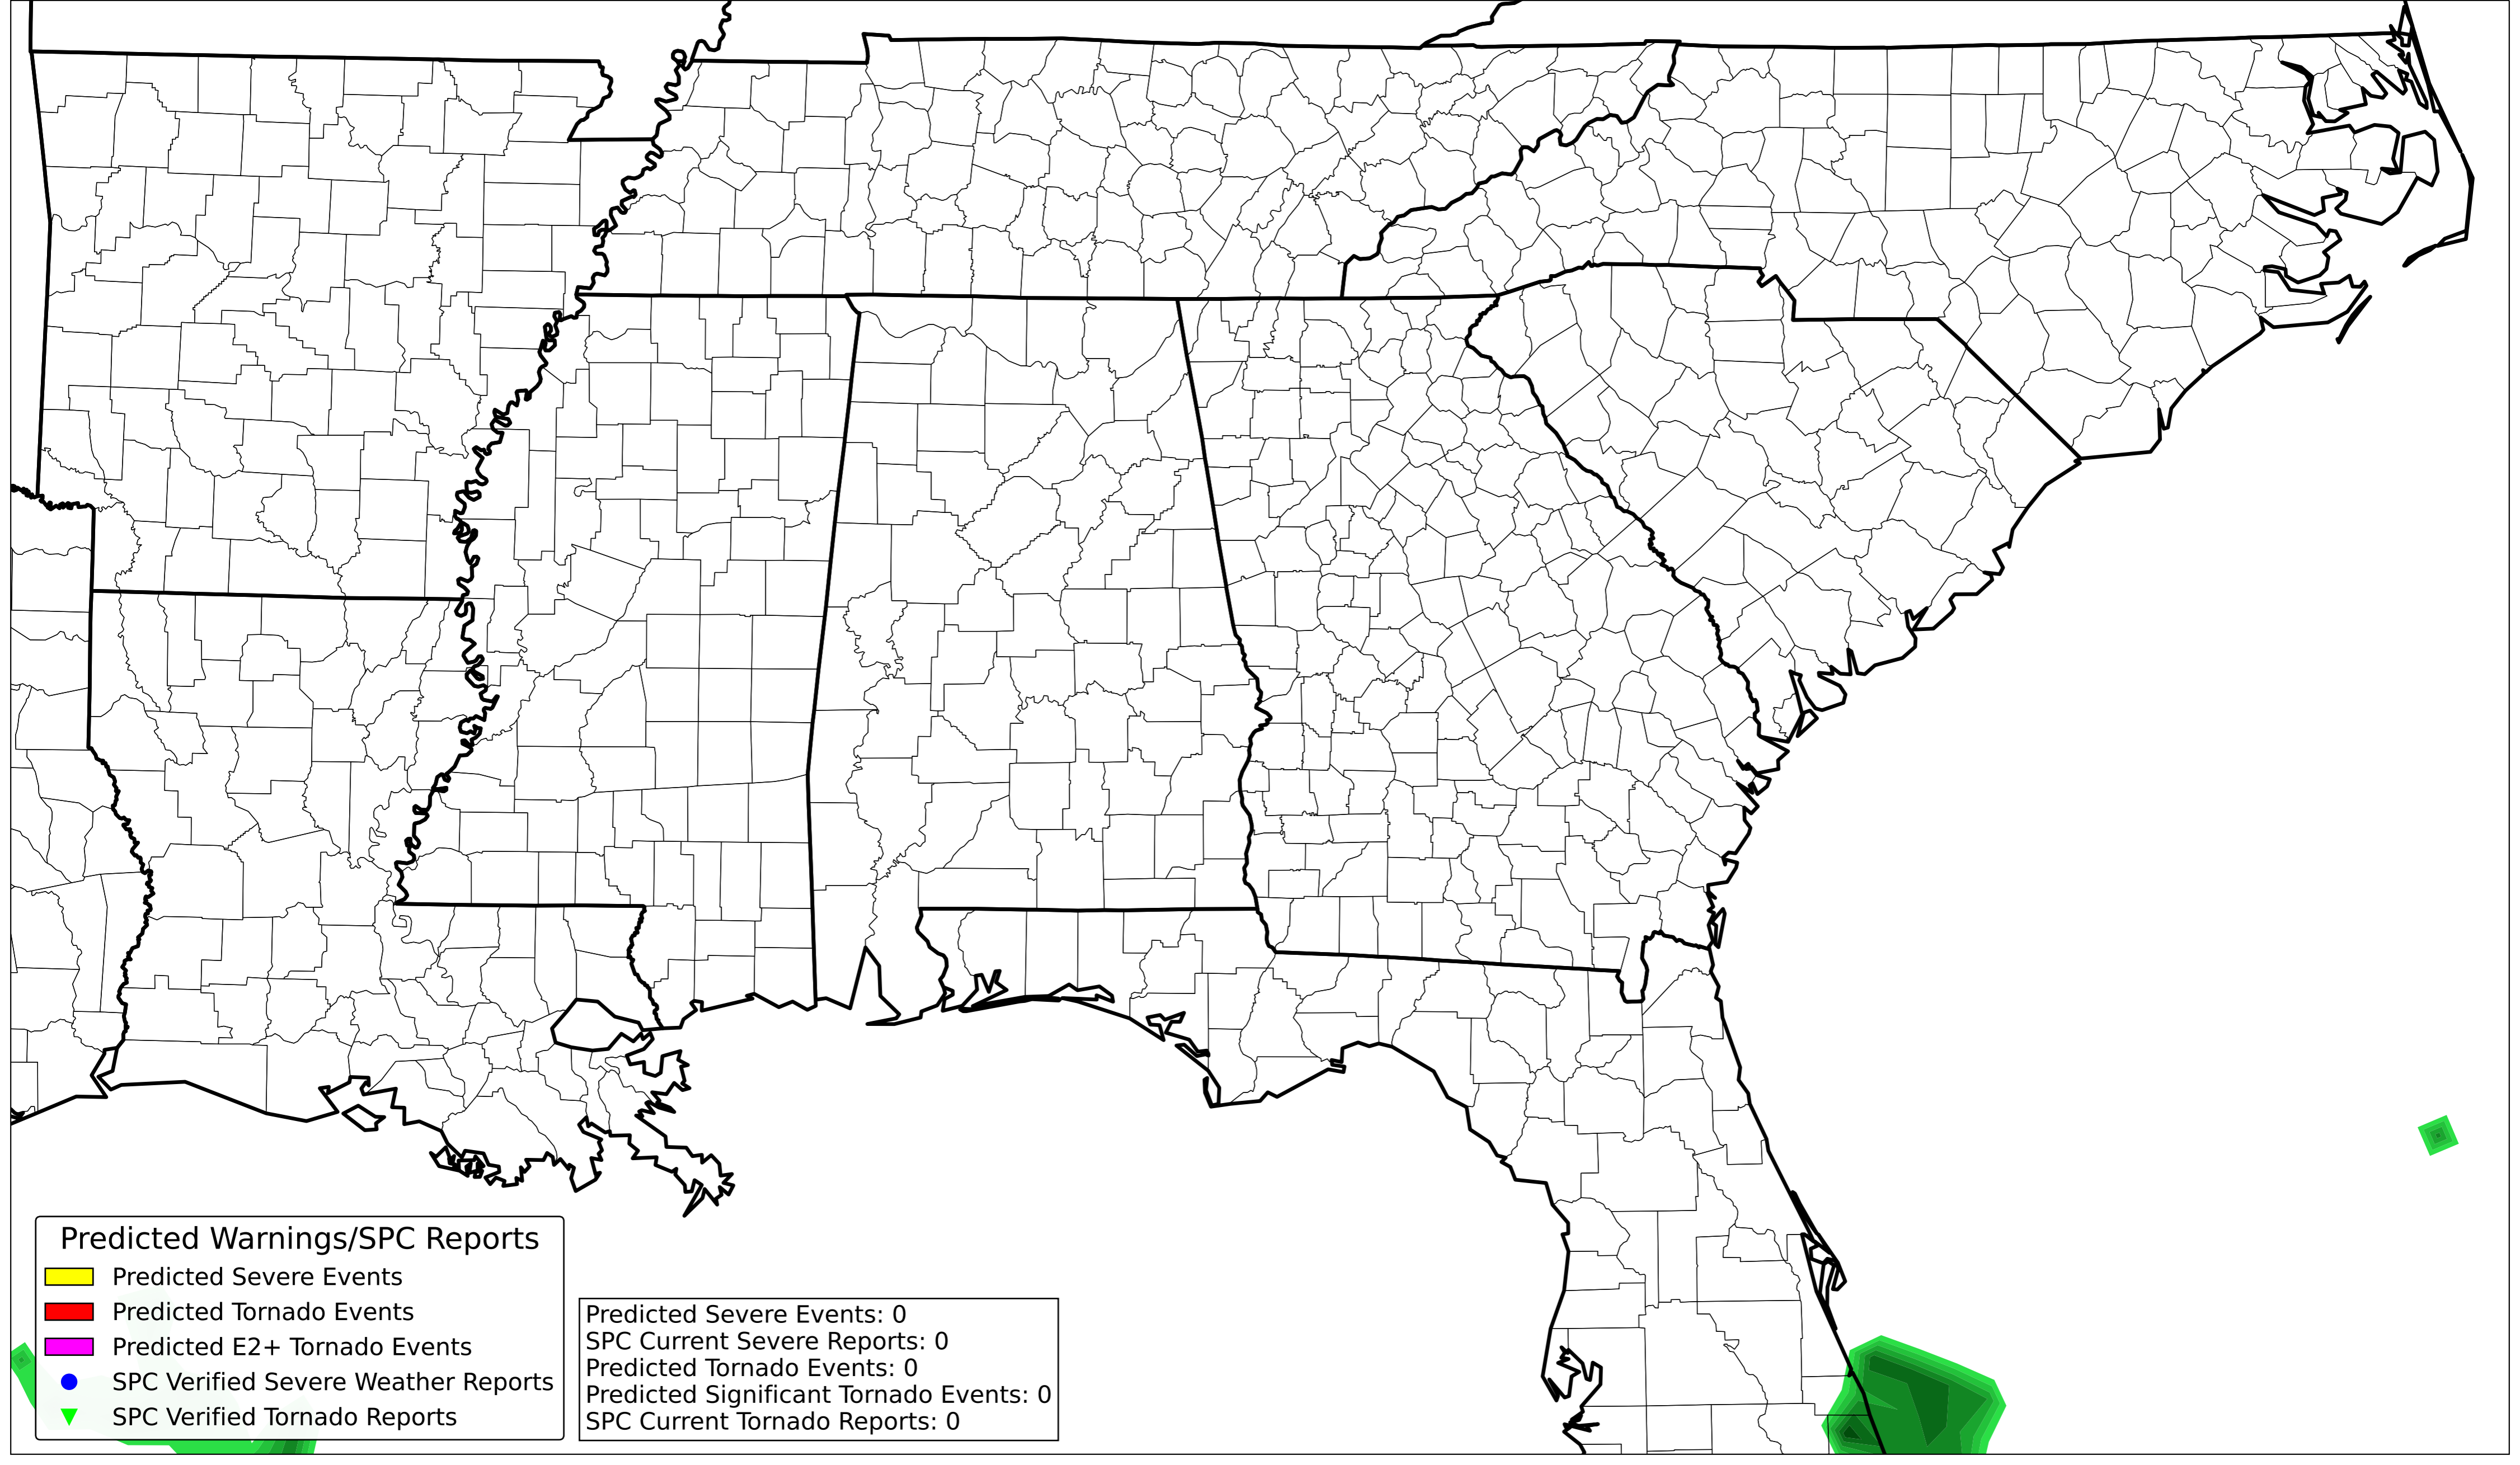 Predicted Warnings/SPC Reports
Predicted Severe Events
Predicted Tornado Events
Predicted E2+ Tornado Events
SPC Verified Severe Weather Reports
SPC Verified Tornado Reports
Predicted Severe Events: 0
SPC Current Severe Reports: 0
Predicted Tornado Events: 0
Predicted Significant Tornado Events: 0
SPC Current Tornado Reports: 0